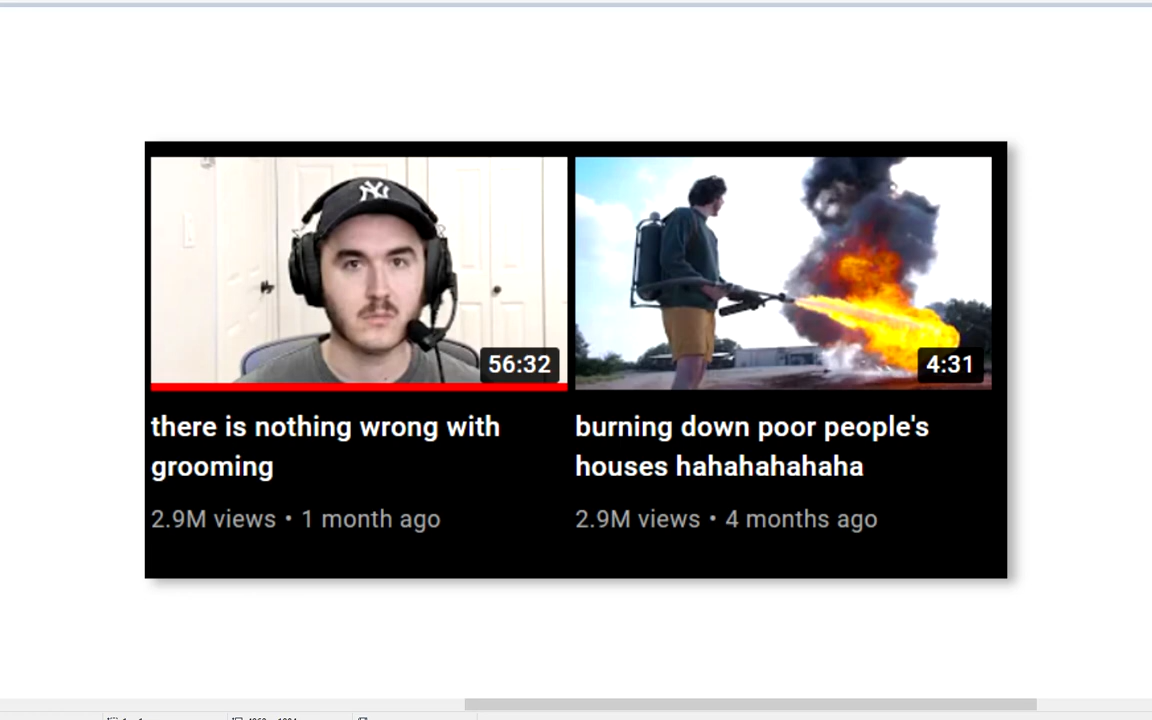 56:32
4:31
there is nothing wrong with
grooming
2.9M views • 1 month ago
burning down poor people's
houses hahahahahaha
2.9M views • 4 months ago